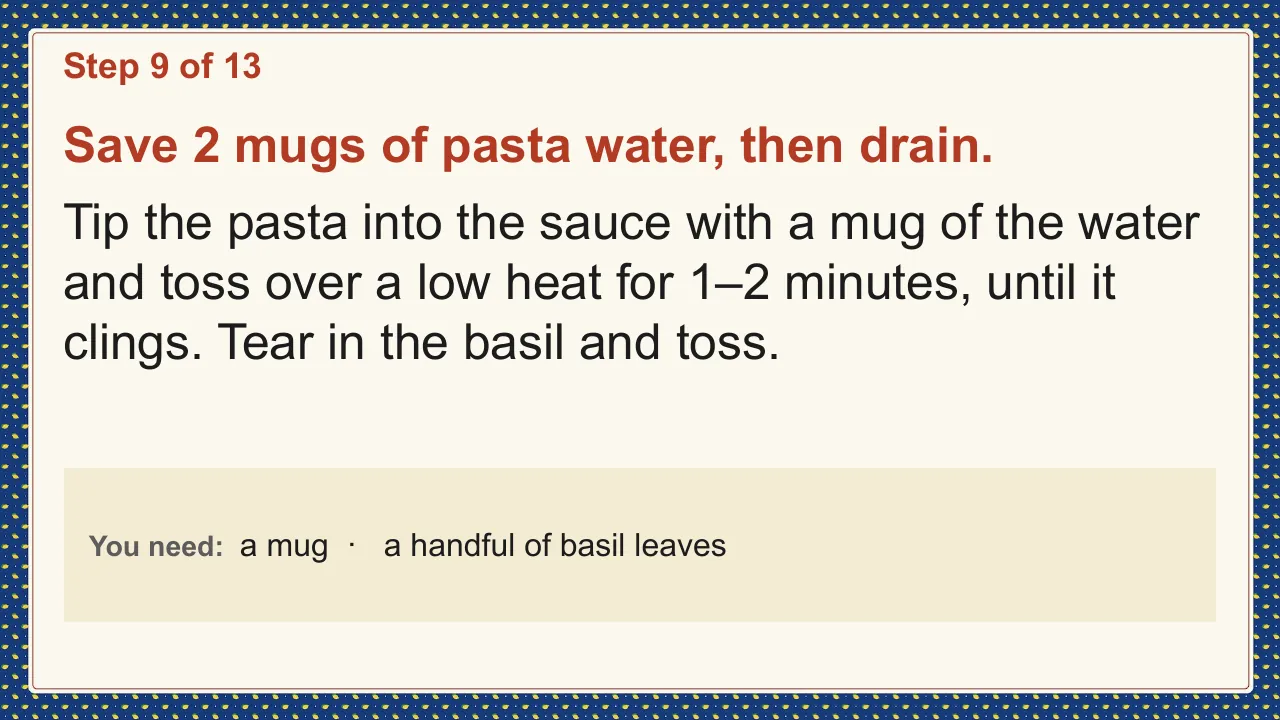 Step 9 of 13
Save 2 mugs of pasta water, then drain.
Tip the pasta into the sauce with a mug of the water
and toss over a low heat for 1–2 minutes, until it
clings. Tear in the basil and toss.
You need: a mug · a handful of basil leaves